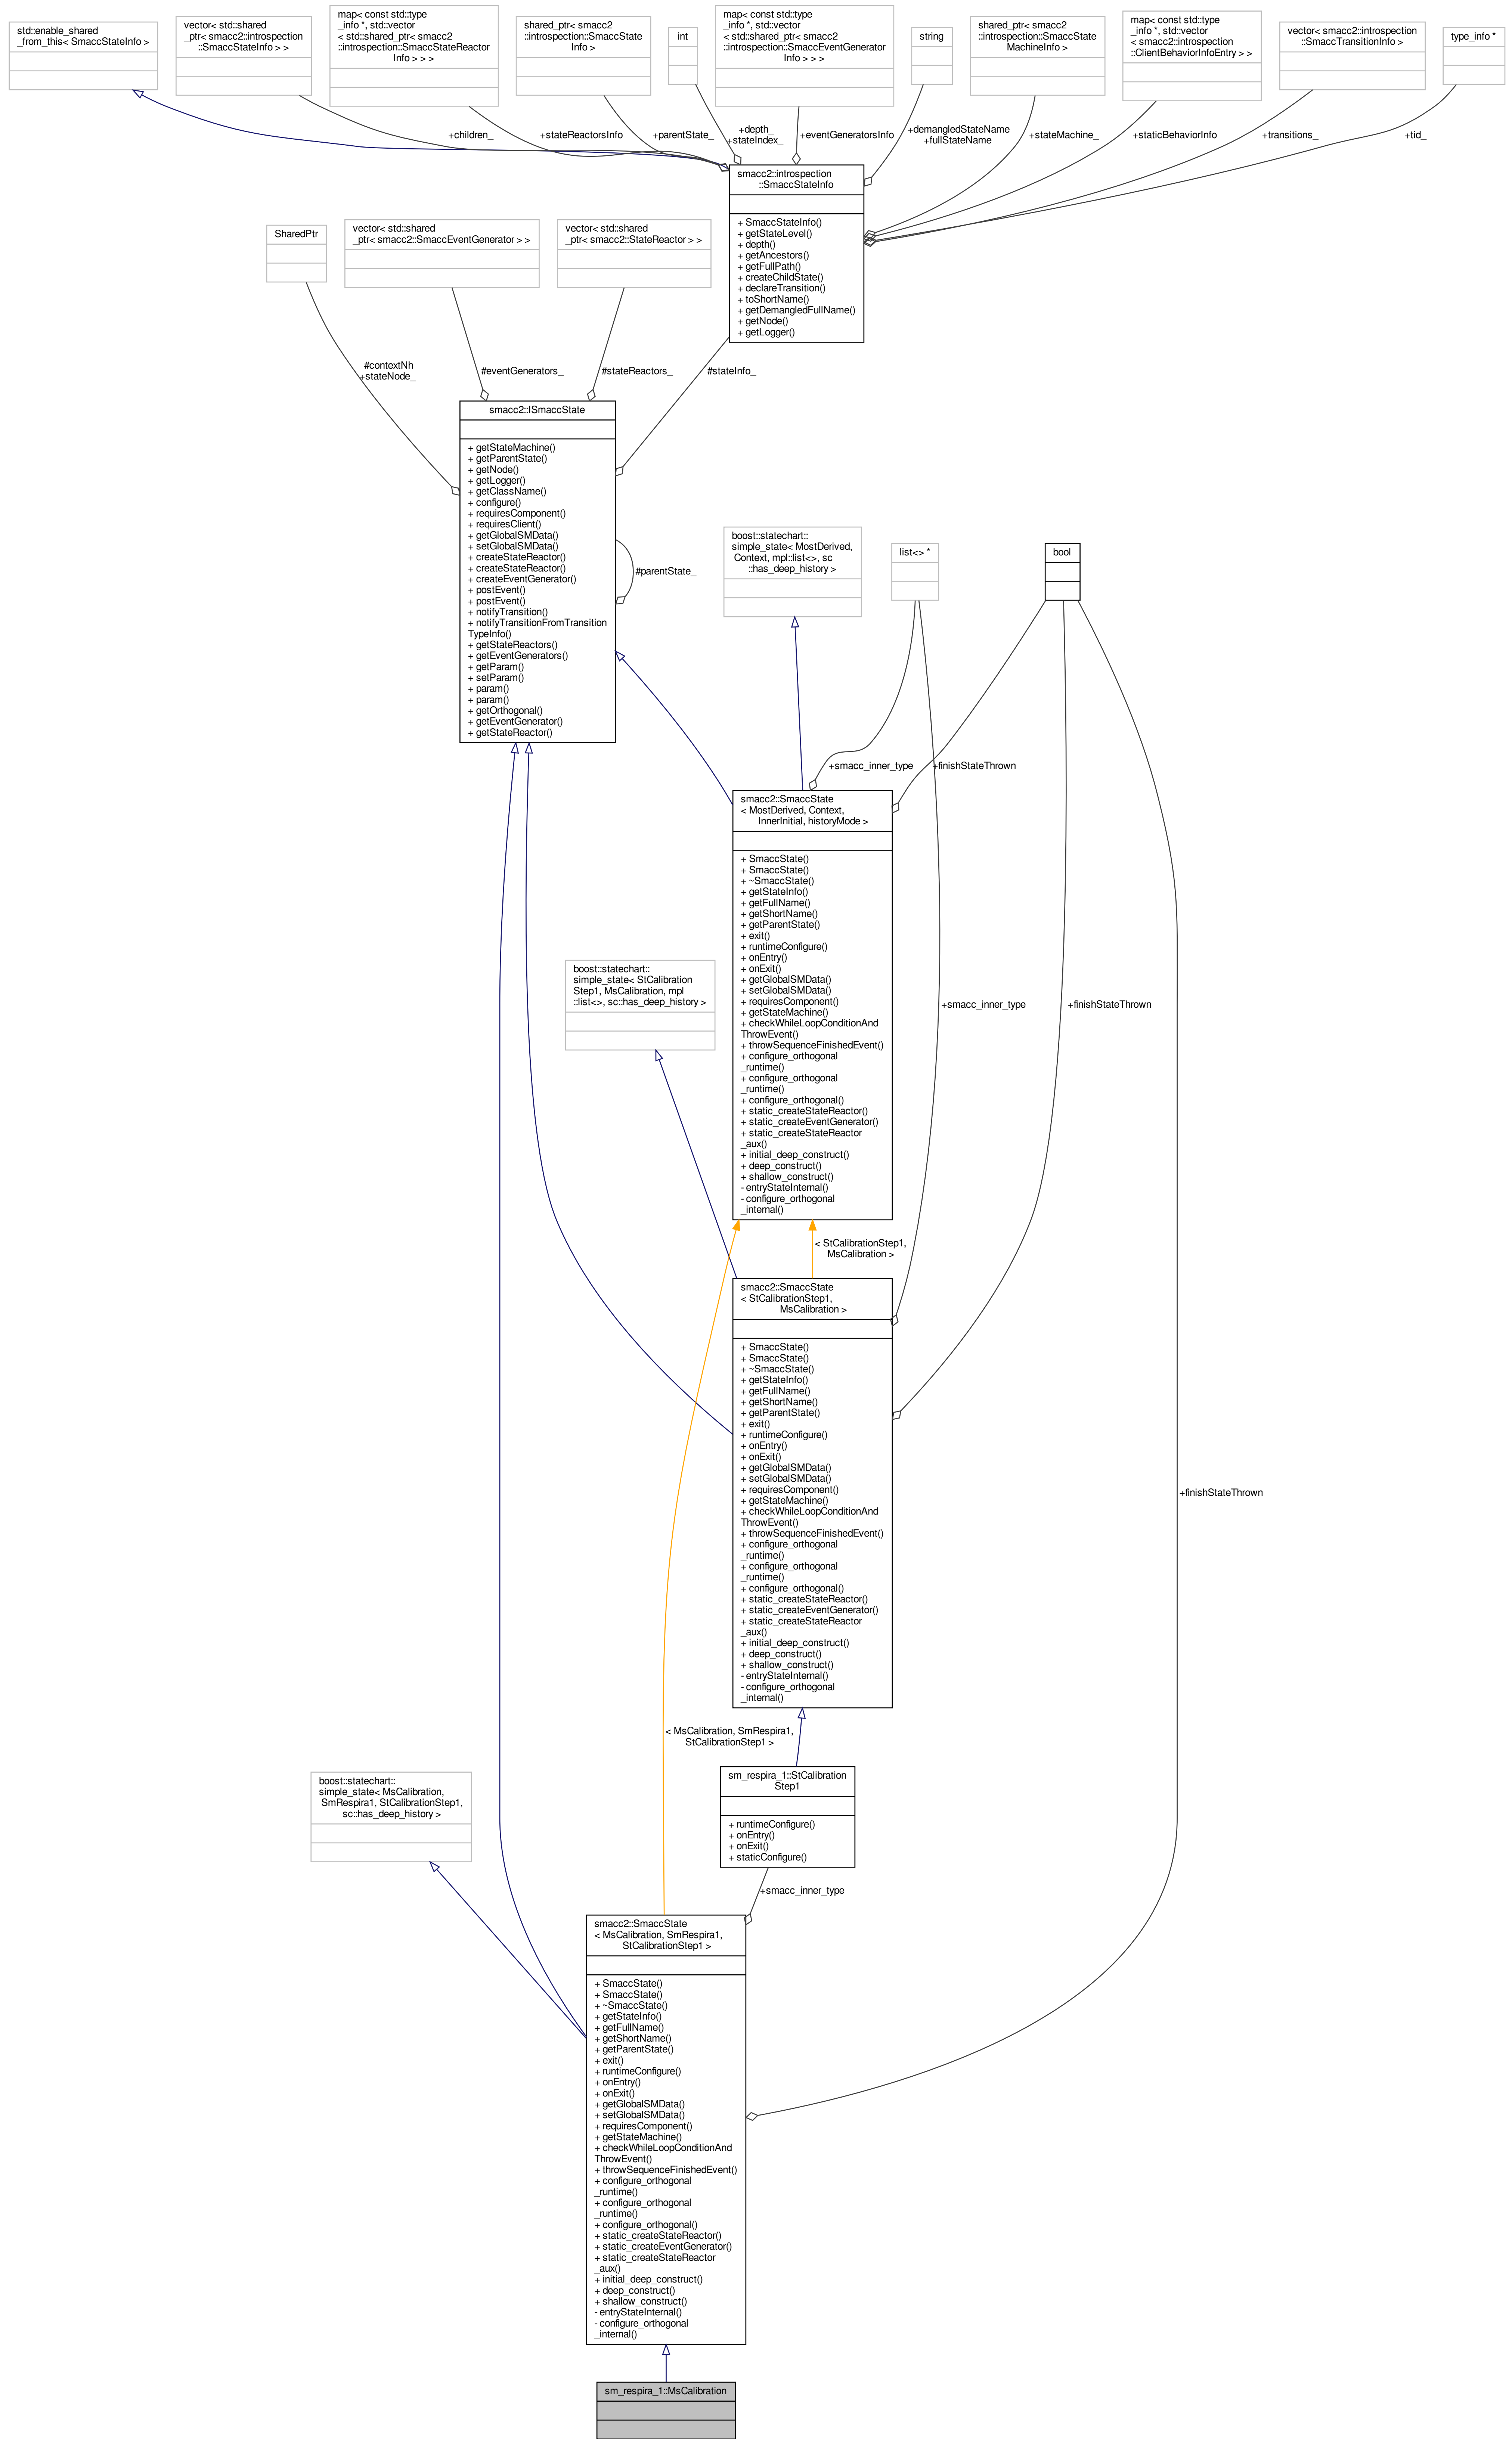 std::enable_shared
_from_this< SmaccStateInfo >
vector< std::shared
_ptr< smacc2::introspection
::SmaccStateInfo > >
map< const std::type
_info *, std::vector
< std::shared_ptr< smacc2
::introspection::SmaccStateReactor
Info > > >
shared_ptr< smacc2
::introspection::SmaccState
Info >
int
map< const std::type
_info *, std::vector
< std::shared_ptr< smacc2
::introspection::SmaccEventGenerator
Info > > >
string
shared_ptr< smacc2
::introspection::SmaccState
MachineInfo >
map< const std::type
_info *, std::vector
< smacc2::introspection
::ClientBehaviorInfoEntry > >
vector< smacc2::introspection
::SmaccTransitionInfo >
type_info *
+children_
+stateReactorsInfo
+parentState_
+depth_
+stateIndex_
+eventGeneratorsInfo
+demangledStateName
+fullStateName
+stateMachine_
+staticBehaviorInfo
+transitions_
+tid_
smacc2::introspection
::SmaccStateInfo
+ SmaccStateInfo()
+ getStateLevel()
+ depth()
+ getAncestors()
+ getFullPath()
+ createChildState()
+ declareTransition()
+ toShortName()
+ getDemangledFullName()
+ getNode()
+ getLogger()
SharedPtr
vector< std::shared
_ptr< smacc2::SmaccEventGenerator > >
vector< std::shared
_ptr< smacc2::StateReactor > >
#contextNh
+stateNode_
#eventGenerators_
#stateReactors_
#stateInfo_
smacc2::ISmaccState
+ getStateMachine()
+ getParentState()
+ getNode()
+ getLogger()
+ getClassName()
+ configure()
+ requiresComponent()
+ requiresClient()
+ getGlobalSMData()
+ setGlobalSMData()
+ createStateReactor()
+ createStateReactor()
+ createEventGenerator()
+ postEvent()
+ postEvent()
+ notifyTransition()
+ notifyTransitionFromTransition
TypeInfo()
+ getStateReactors()
+ getEventGenerators()
+ getParam()
+ setParam()
+ param()
+ param()
+ getOrthogonal()
+ getEventGenerator()
+ getStateReactor()
#parentState_
boost::statechart::
simple_state< MostDerived,
Context, mpl::list<>, sc
::has_deep_history >
list<> *
bool
+smacc_inner_type
+finishStateThrown
smacc2::SmaccState
< MostDerived, Context,
InnerInitial, historyMode >
+ SmaccState()
+ SmaccState()
+ ~SmaccState()
+ getStateInfo()
+ getFullName()
+ getShortName()
+ getParentState()
+ exit()
+ runtimeConfigure()
+ onEntry()
+ onExit()
+ getGlobalSMData()
+ setGlobalSMData()
+ requiresComponent()
+ getStateMachine()
+ checkWhileLoopConditionAnd
ThrowEvent()
+ throwSequenceFinishedEvent()
+ configure_orthogonal
_runtime()
+ configure_orthogonal
_runtime()
+ configure_orthogonal()
+ static_createStateReactor()
+ static_createEventGenerator()
+ static_createStateReactor
_aux()
+ initial_deep_construct()
+ deep_construct()
+ shallow_construct()
- entryStateInternal()
- configure_orthogonal
_internal()
boost::statechart::
simple_state< StCalibration
Step1, MsCalibration, mpl
::list<>, sc::has_deep_history >
+smacc_inner_type
+finishStateThrown
< StCalibrationStep1,
MsCalibration >
smacc2::SmaccState
< StCalibrationStep1,
MsCalibration >
+ SmaccState()
+ SmaccState()
+ ~SmaccState()
+ getStateInfo()
+ getFullName()
+ getShortName()
+ getParentState()
+ exit()
+ runtimeConfigure()
+ onEntry()
+ onExit()
+ getGlobalSMData()
+ setGlobalSMData()
+ requiresComponent()
+ getStateMachine()
+ checkWhileLoopConditionAnd
ThrowEvent()
+ throwSequenceFinishedEvent()
+ configure_orthogonal
_runtime()
+ configure_orthogonal
_runtime()
+ configure_orthogonal()
+ static_createStateReactor()
+ static_createEventGenerator()
+ static_createStateReactor
_aux()
+ initial_deep_construct()
+ deep_construct()
+ shallow_construct()
- entryStateInternal()
- configure_orthogonal
_internal()
+finishStateThrown
< MsCalibration, SmRespira1,
StCalibrationStep1 >
boost::statechart::
simple_state< MsCalibration,
SmRespira1, StCalibrationStep1,
sc::has_deep_history >
sm_respira_1::StCalibration
Step1
+ runtimeConfigure()
+ onEntry()
+ onExit()
+ staticConfigure()
+smacc_inner_type
smacc2::SmaccState
< MsCalibration, SmRespira1,
StCalibrationStep1 >
+ SmaccState()
+ SmaccState()
+ ~SmaccState()
+ getStateInfo()
+ getFullName()
+ getShortName()
+ getParentState()
+ exit()
+ runtimeConfigure()
+ onEntry()
+ onExit()
+ getGlobalSMData()
+ setGlobalSMData()
+ requiresComponent()
+ getStateMachine()
+ checkWhileLoopConditionAnd
ThrowEvent()
+ throwSequenceFinishedEvent()
+ configure_orthogonal
_runtime()
+ configure_orthogonal
_runtime()
+ configure_orthogonal()
+ static_createStateReactor()
+ static_createEventGenerator()
+ static_createStateReactor
_aux()
+ initial_deep_construct()
+ deep_construct()
+ shallow_construct()
- entryStateInternal()
- configure_orthogonal
_internal()
sm_respira_1::MsCalibration